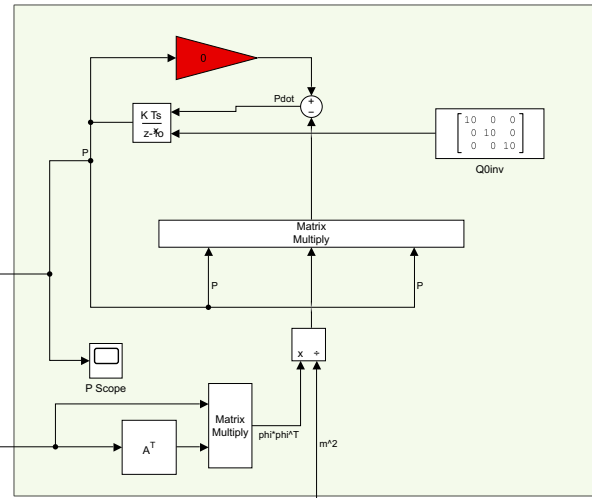 0
Pdot
+
−
K Ts
z-1
x
o
10 0 0
0 10 0
0 0 10
Q0inv
P
Matrix
Multiply
P
P
x ÷
P Scope
Matrix
Multiply
phi*phi^T
A^T
m^2